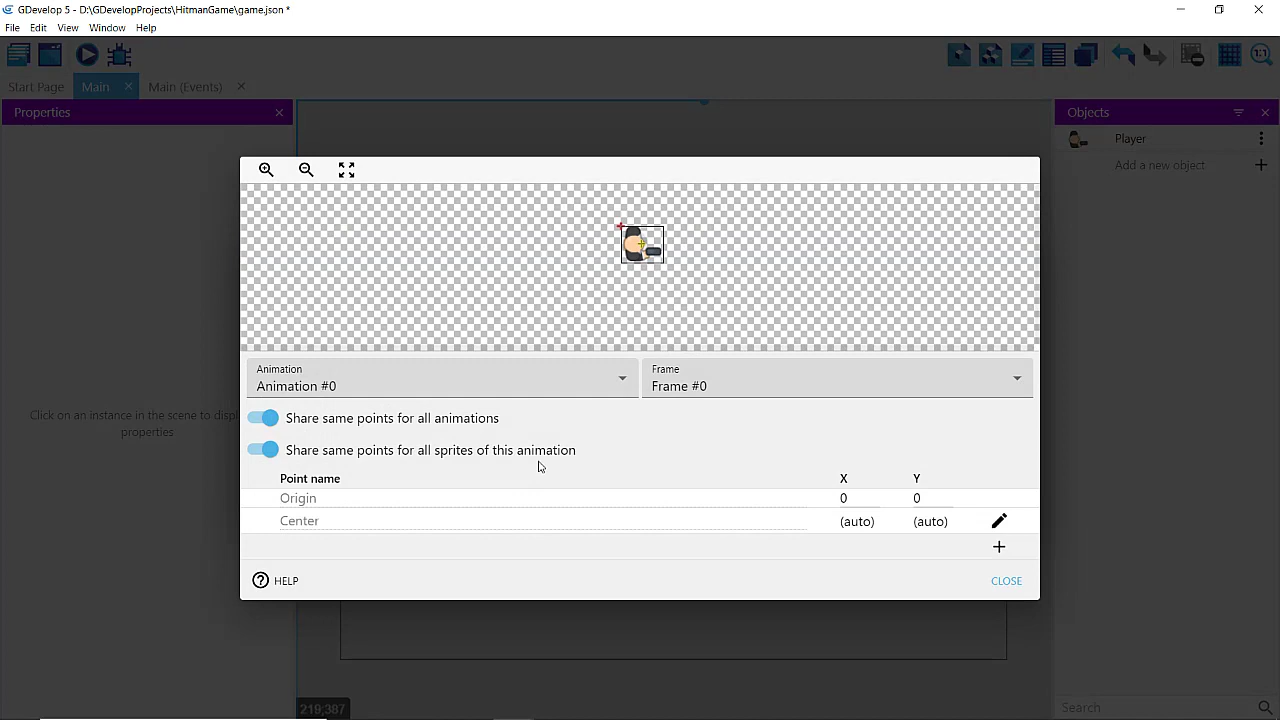 GDevelop 5 - D:\GDevelopProjects\HitmanGame\game.json *
File Edit View Window Help
1:1
Start Page Main Main (Events)
Properties
Objects
Player
Add a new object
Click on an instance in the scene to displ
properties
Animation
Animation #0
Frame
Frame #0
Share same points for all animations
Share same points for all sprites of this animation
Point name X Y
Origin 0 0
Center (auto) (auto)
+
? HELP
CLOSE
219;387
Search